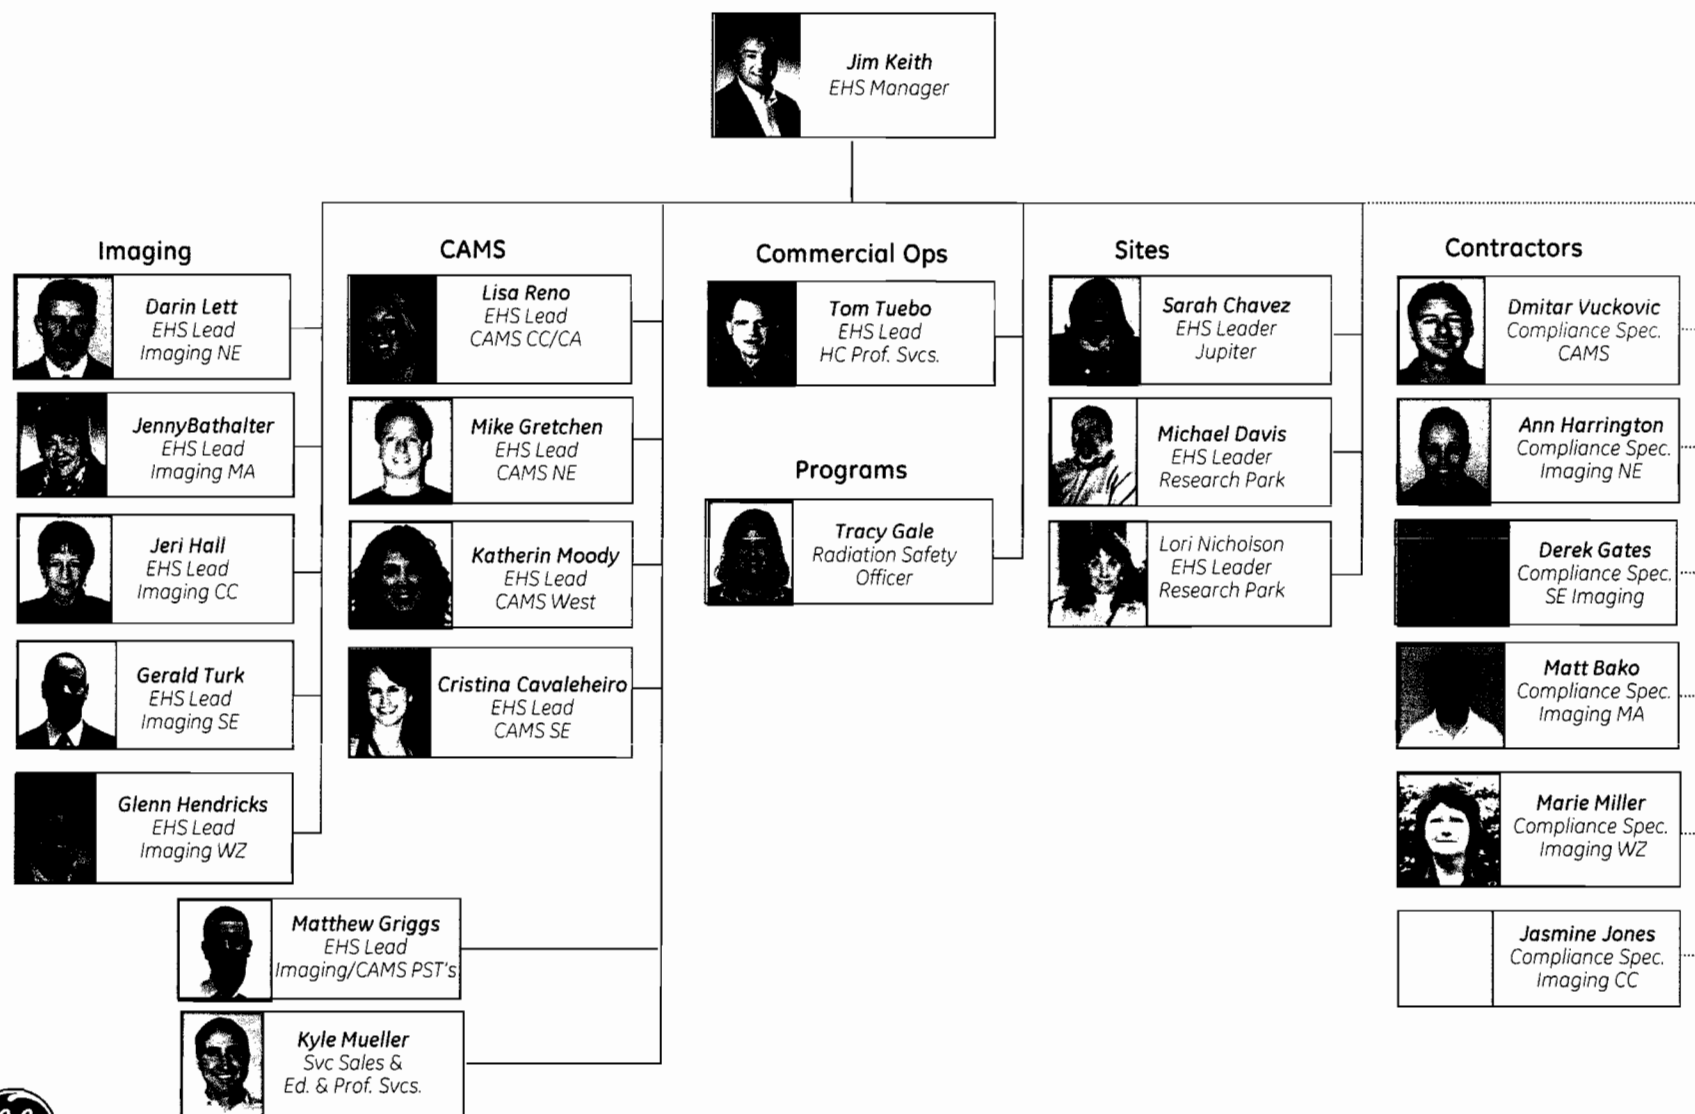 Jim Keith
EHS Manager
Imaging
Darin Lett
EHS Lead
Imaging NE
JennyBathalter
EHS Lead
Imaging MA
Jeri Hall
EHS Lead
Imaging CC
Gerald Turk
EHS Lead
Imaging SE
Glenn Hendricks
EHS Lead
Imaging WZ
Matthew Griggs
EHS Lead
Imaging/CAMS PST's
Kyle Mueller
Svc Sales &
Ed. & Prof. Svcs.
CAMS
Lisa Reno
EHS Lead
CAMS CC/CA
Mike Gretchen
EHS Lead
CAMS NE
Katherin Moody
EHS Lead
CAMS West
Cristina Cavaleheiro
EHS Lead
CAMS SE
Commercial Ops
Tom Tuebo
EHS Lead
HC Prof. Svcs.
Programs
Tracy Gale
Radiation Safety
Officer
Sites
Sarah Chavez
EHS Leader
Jupiter
Michael Davis
EHS Leader
Research Park
Lori Nicholson
EHS Leader
Research Park
Contractors
Dmitar Vuckovic
Compliance Spec.
CAMS
Ann Harrington
Compliance Spec.
Imaging NE
Derek Gates
Compliance Spec.
SE Imaging
Matt Bako
Compliance Spec.
Imaging MA
Marie Miller
Compliance Spec.
Imaging WZ
Jasmine Jones
Compliance Spec.
Imaging CC